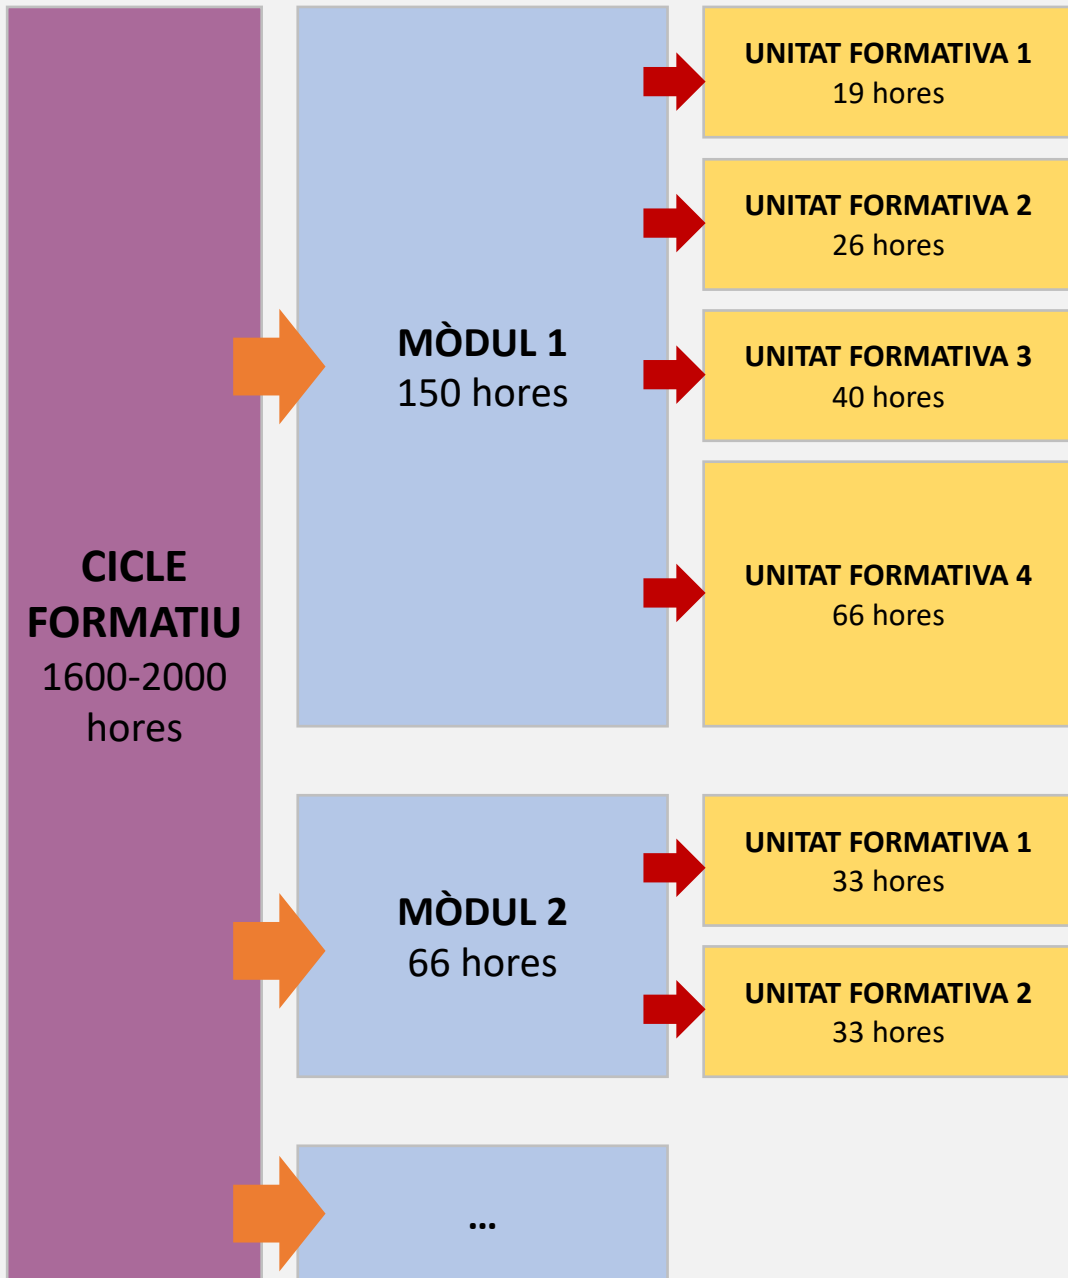 CICLE
FORMATIU
1600-2000
hores
MÒDUL 1
150 hores
UNITAT FORMATIVA 1
19 hores
UNITAT FORMATIVA 2
26 hores
UNITAT FORMATIVA 3
40 hores
UNITAT FORMATIVA 4
66 hores
MÒDUL 2
66 hores
UNITAT FORMATIVA 1
33 hores
UNITAT FORMATIVA 2
33 hores
...